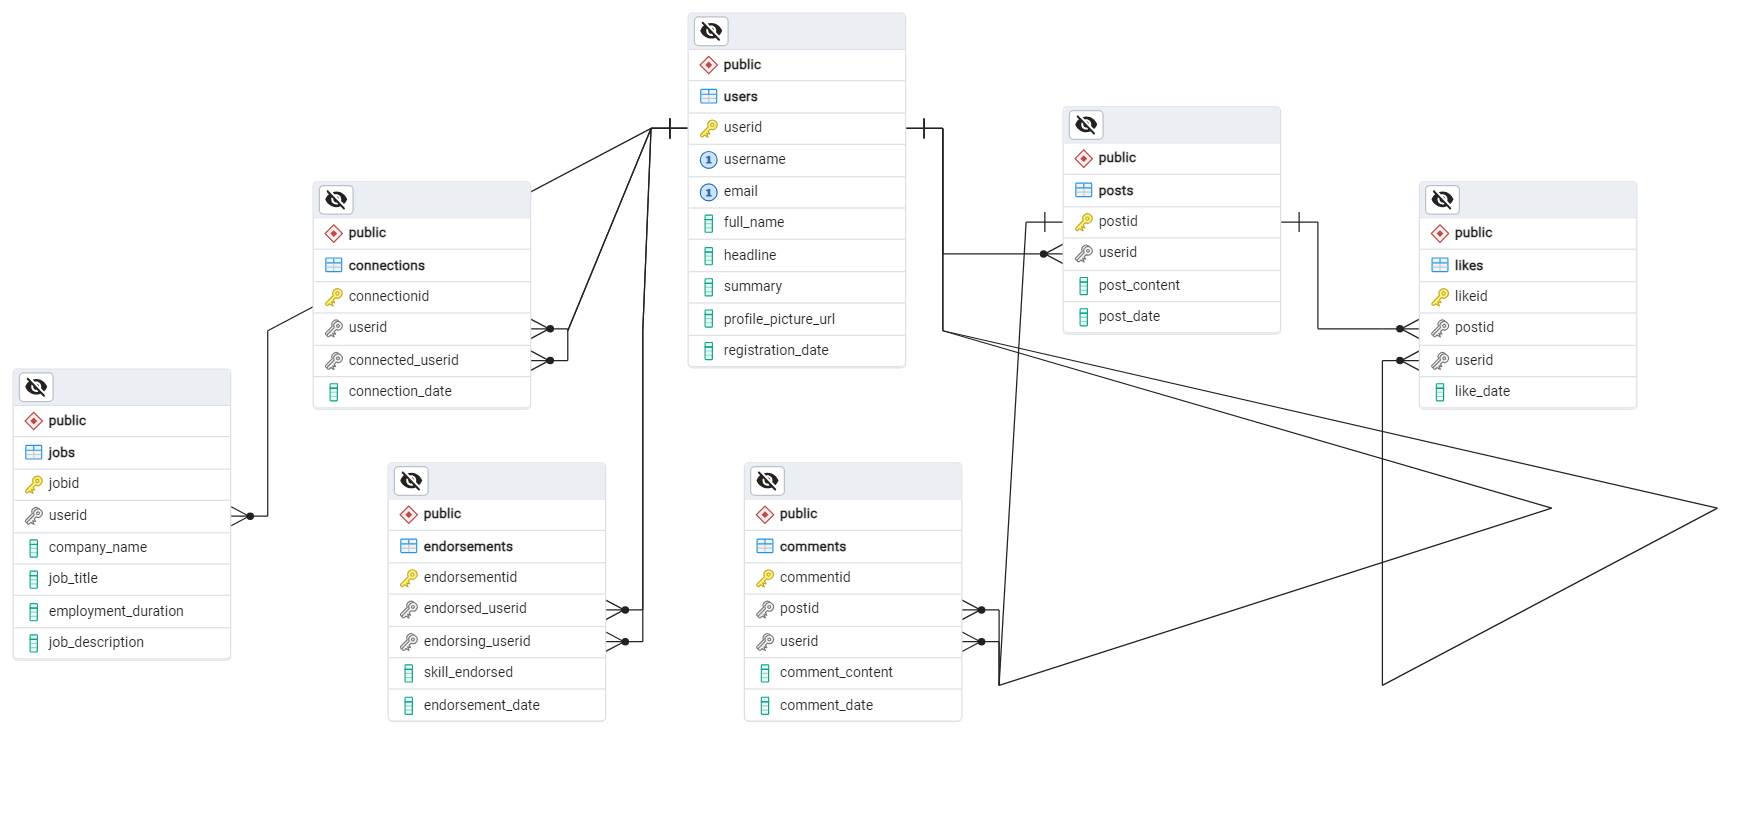 public
users
userid
username
email
full_name
headline
summary
profile_picture_url
registration_date
public
posts
postid
userid
post_content
post_date
public
connections
connectionid
userid
connected_userid
connection_date
public
likes
likeid
postid
userid
like_date
public
jobs
jobid
userid
company_name
job_title
employment_duration
job_description
public
endorsements
endorsementid
endorsed_userid
endorsing_userid
skill_endorsed
endorsement_date
public
comments
commentid
postid
userid
comment_content
comment_date